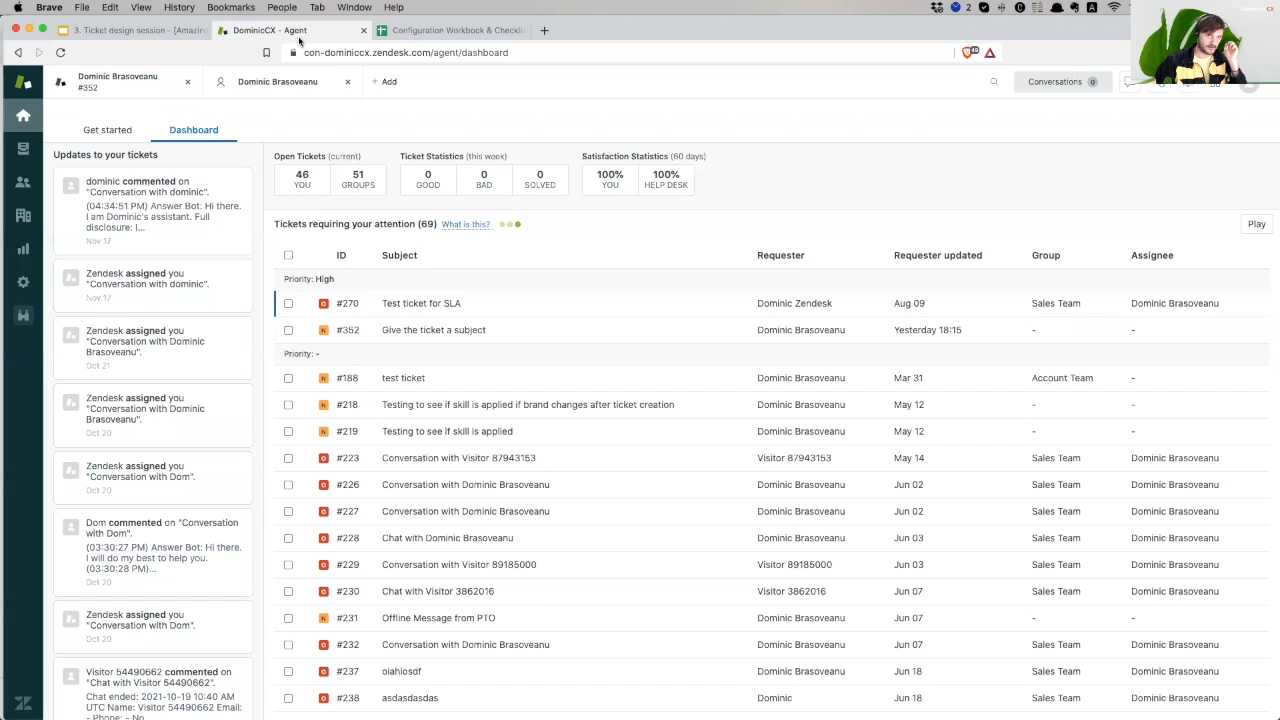 Brave File Edit View History Bookmarks People Tab Window Help
3. Ticket design session - [Amazin
DominicCX - Agent
Configuration Workbook & Checklis
con-dominiccx.zendesk.com/agent/dashboard
Dominic Brasoveanu
#352
Dominic Brasoveanu
+ Add
Conversations 0
Get started
Dashboard
Updates to your tickets
dominic commented on
"Conversation with dominic".
(04:34:51 PM) Answer Bot: Hi there.
I am Dominic's assistant. Full
disclosure: I...
Nov 17
Zendesk assigned you
"Conversation with dominic".
Nov 17
Zendesk assigned you
"Conversation with Dominic
Brasoveanu".
Oct 21
Zendesk assigned you
"Conversation with Dominic
Brasoveanu".
Oct 20
Zendesk assigned you
"Conversation with Dom".
Oct 20
Dom commented on "Conversation
with Dom".
(03:30:27 PM) Answer Bot: Hi there.
I will do my best to help you.
(03:30:28 PM)...
Oct 20
Zendesk assigned you
"Conversation with Dom".
Oct 20
Visitor 54490662 commented on
"Chat with Visitor 54490662".
Chat ended: 2021-10-19 10:40 AM
UTC Name: Visitor 54490662 Email:
- Phone: - No
Open Tickets (current)
46 51
YOU GROUPS
Ticket Statistics (this week)
0 0 0
GOOD BAD SOLVED
Satisfaction Statistics (60 days)
100% 100%
YOU HELP DESK
Tickets requiring your attention (69) What is this?
Play
ID Subject Requester Requester updated Group Assignee
Priority: High
O #270 Test ticket for SLA Dominic Zendesk Aug 09 Sales Team Dominic Brasoveanu
N #352 Give the ticket a subject Dominic Brasoveanu Yesterday 18:15 - -
Priority: -
N #188 test ticket Dominic Brasoveanu Mar 31 Account Team -
N #218 Testing to see if skill is applied if brand changes after ticket creation Dominic Brasoveanu May 12 - -
N #219 Testing to see if skill is applied Dominic Brasoveanu May 12 - -
O #223 Conversation with Visitor 87943153 Visitor 87943153 May 14 Sales Team Dominic Brasoveanu
O #226 Conversation with Dominic Brasoveanu Dominic Brasoveanu Jun 02 Sales Team Dominic Brasoveanu
O #227 Conversation with Dominic Brasoveanu Dominic Brasoveanu Jun 02 Sales Team Dominic Brasoveanu
O #228 Chat with Dominic Brasoveanu Dominic Brasoveanu Jun 03 Sales Team Dominic Brasoveanu
O #229 Conversation with Visitor 89185000 Visitor 89185000 Jun 03 Sales Team Dominic Brasoveanu
O #230 Chat with Visitor 3862016 Visitor 3862016 Jun 07 Sales Team Dominic Brasoveanu
N #231 Offline Message from PTO Dominic Brasoveanu Jun 07 - -
O #232 Conversation with Dominic Brasoveanu Dominic Brasoveanu Jun 07 Sales Team Dominic Brasoveanu
O #237 oiahiosdf Dominic Brasoveanu Jun 18 Sales Team Dominic Brasoveanu
O #238 asdasdasdas Dominic Jun 18 Sales Team Dominic Brasoveanu